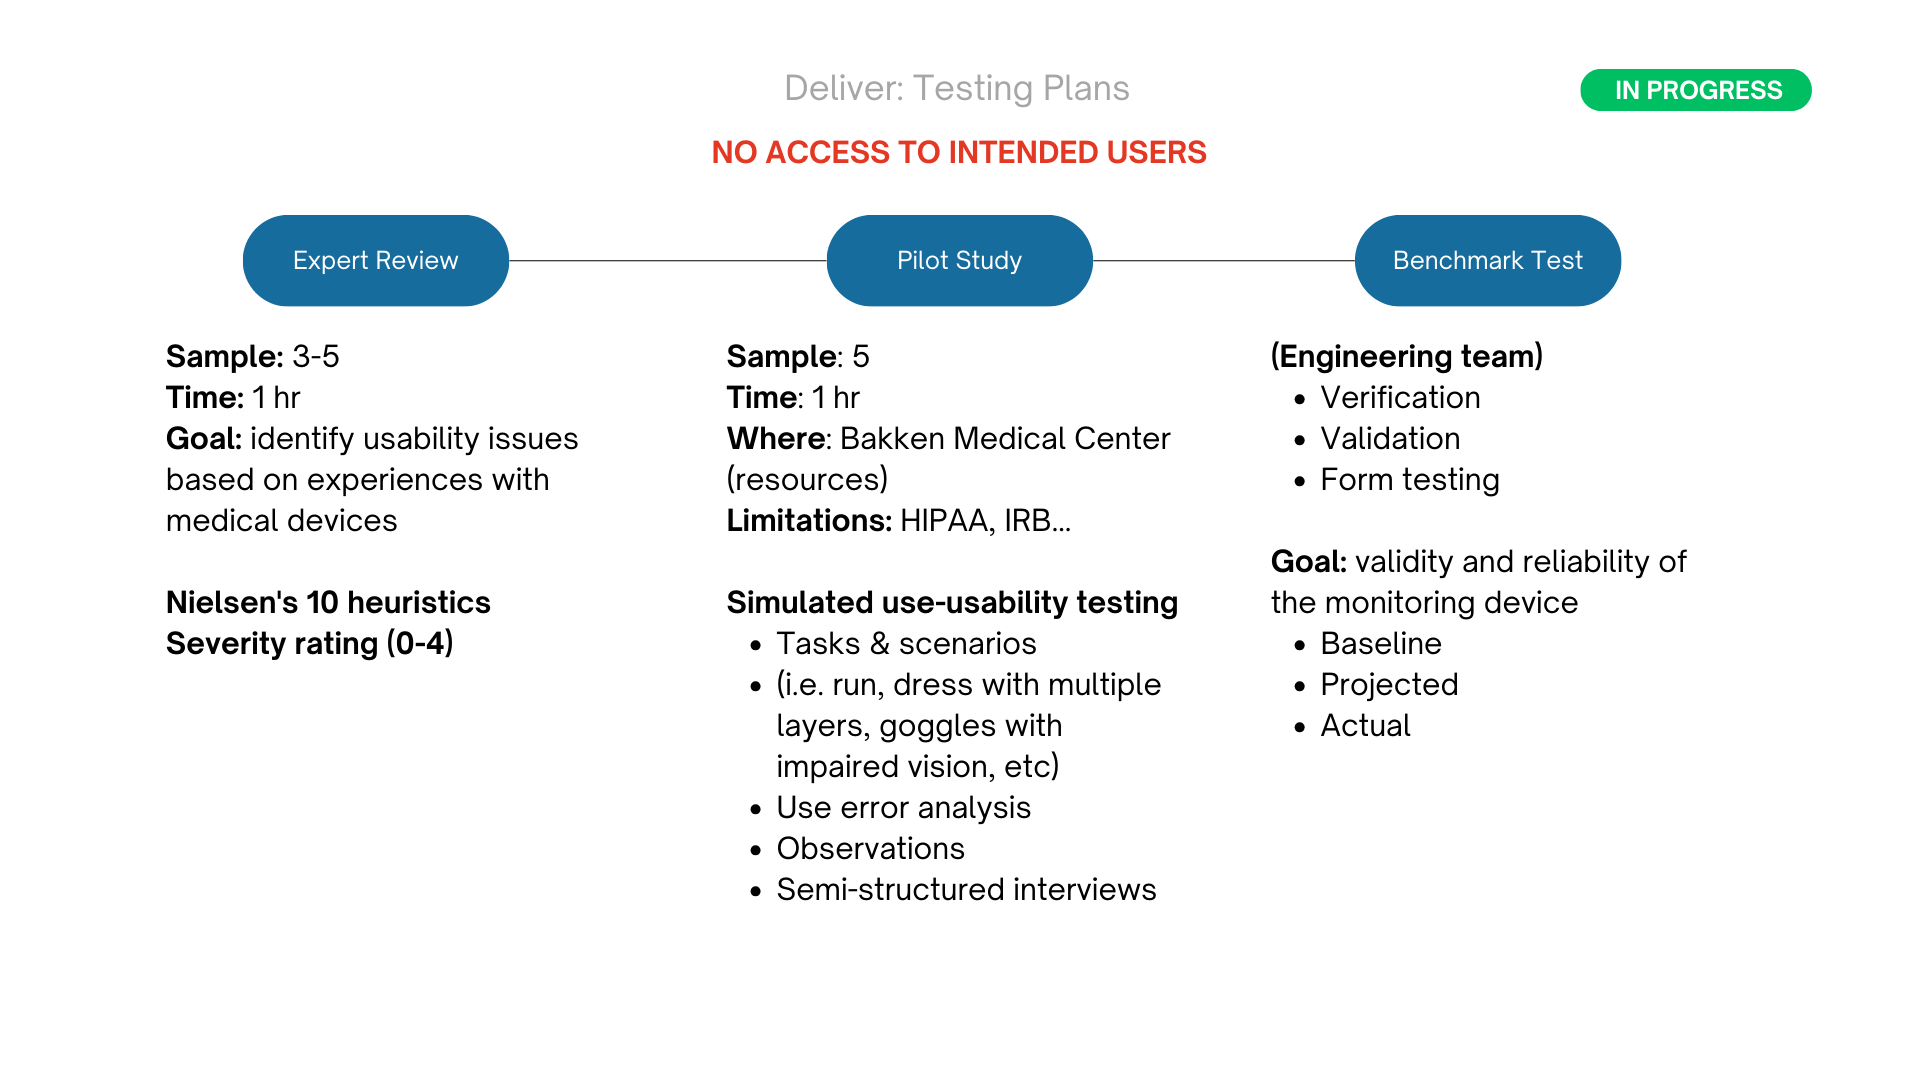 Deliver: Testing Plans
IN PROGRESS
NO ACCESS TO INTENDED USERS
Expert Review
Pilot Study
Benchmark Test
Sample: 3-5
Time: 1 hr
Goal: identify usability issues
based on experiences with
medical devices
Nielsen's 10 heuristics
Severity rating (0-4)
Sample: 5
Time: 1 hr
Where: Bakken Medical Center
(resources)
Limitations: HIPAA, IRB...
Simulated use-usability testing
• Tasks & scenarios
• (i.e. run, dress with multiple
layers, goggles with
impaired vision, etc)
• Use error analysis
• Observations
• Semi-structured interviews
(Engineering team)
• Verification
• Validation
• Form testing
Goal: validity and reliability of
the monitoring device
• Baseline
• Projected
• Actual